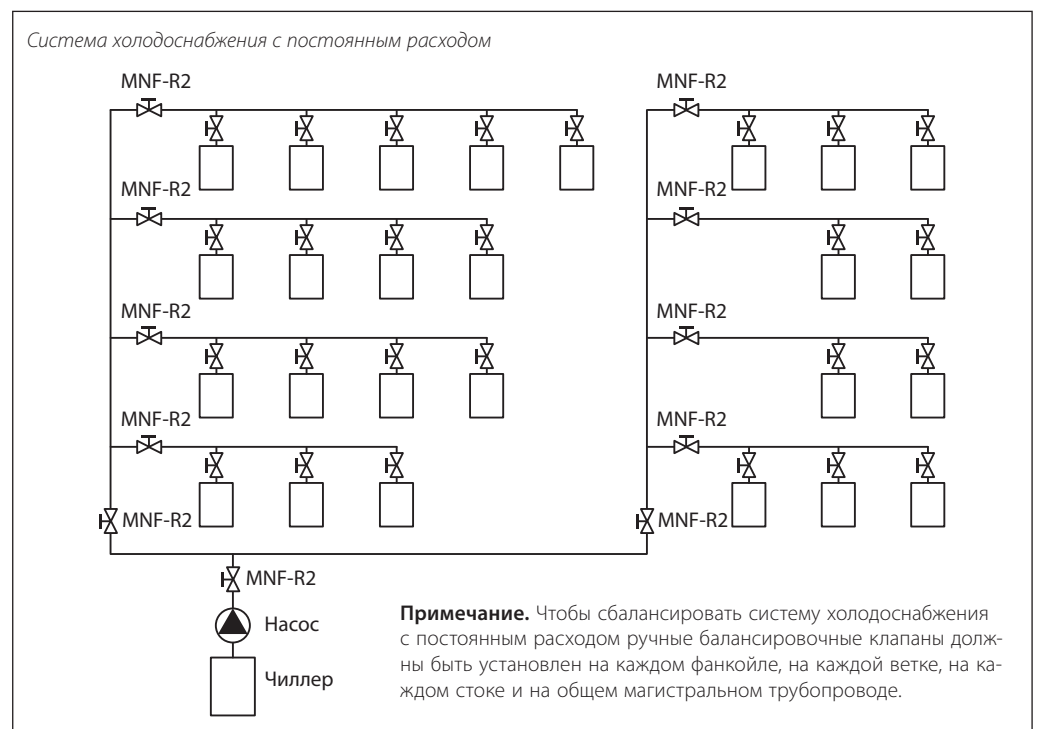 Система холодоснабжения с постоянным расходом
MNF-R2
MNF-R2
MNF-R2
MNF-R2
MNF-R2
MNF-R2
MNF-R2
MNF-R2
MNF-R2
MNF-R2
MNF-R2
Насос
Чиллер
Примечание. Чтобы сбалансировать систему холодоснабжения
с постоянным расходом ручные балансировочные клапаны долж-
ны быть установлен на каждом фанкойле, на каждой ветке, на ка-
ждом стоке и на общем магистральном трубопроводе.